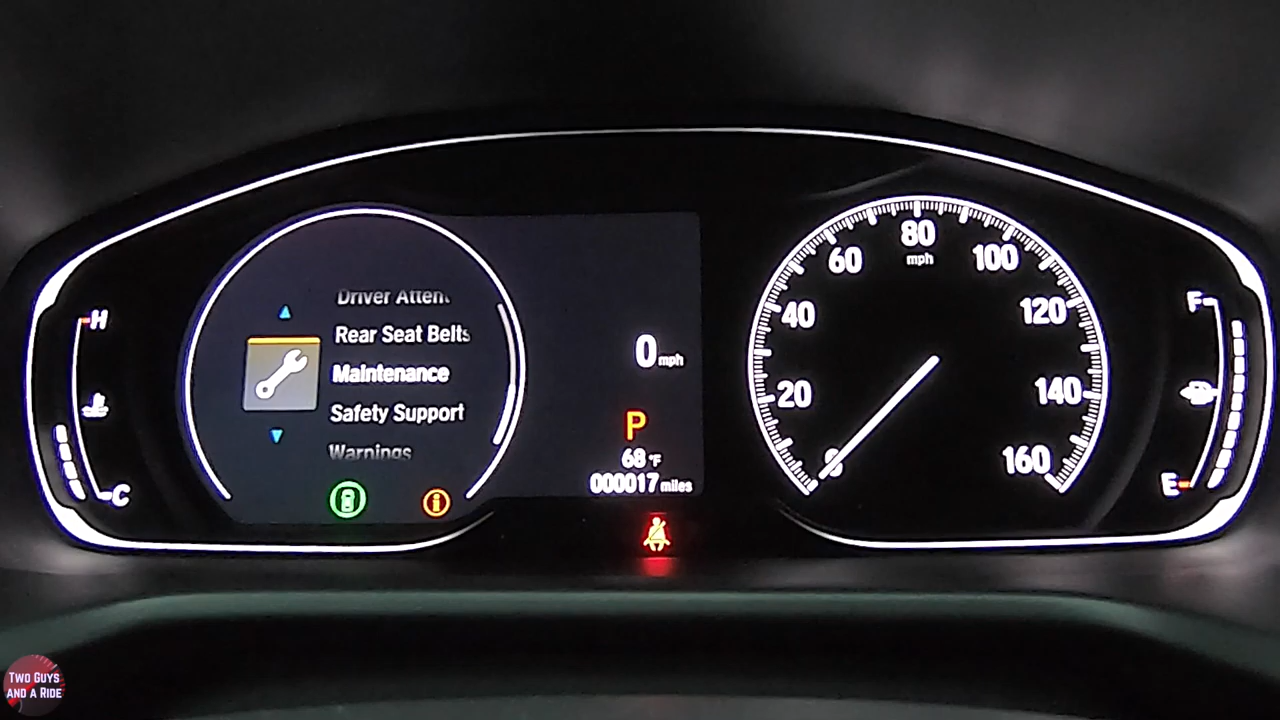 H
C
Driver Atten
Rear Seat Belts
Maintenance
Safety Support
Warnings
0 mph
P
68 °F
000017 miles
20
40
60
80
mph
100
120
140
160
F
E
TWO GUYS
AND A RIDE